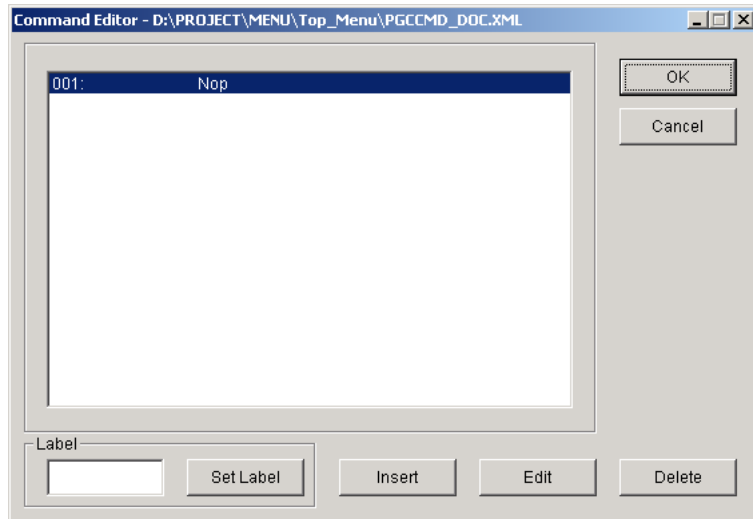 Command Editor - D:\PROJECT\MENU\Top_Menu\PGCCMD_DOC.XML
001: Nop
OK
Cancel
Label
Set Label
Insert
Edit
Delete